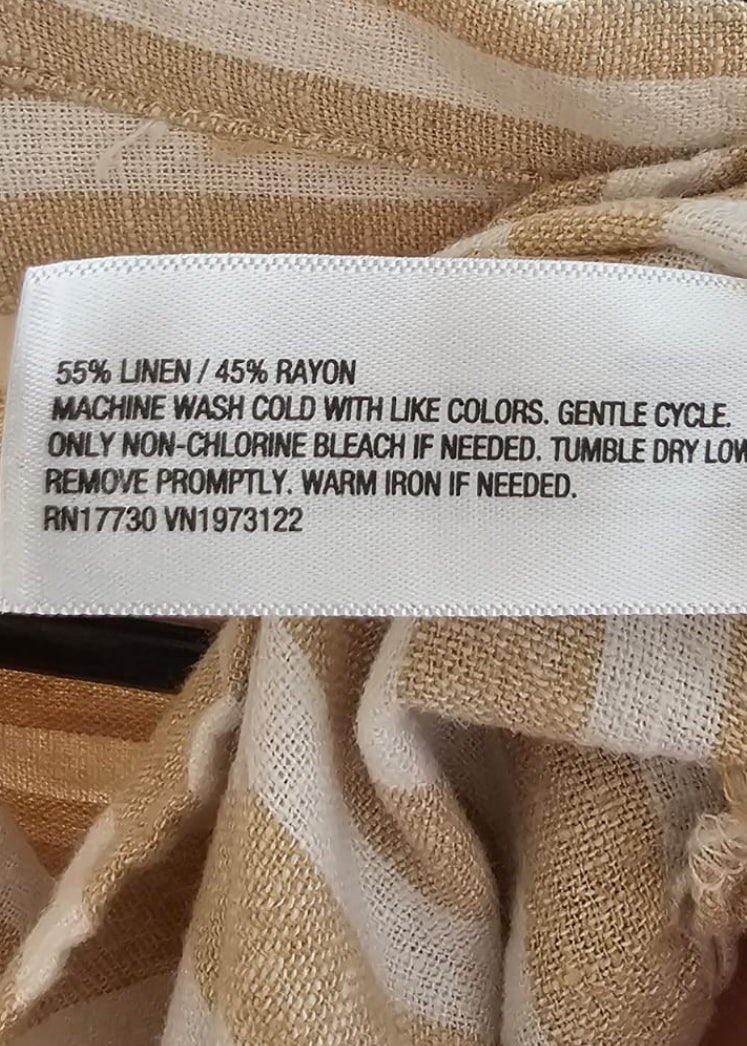 55% LINEN / 45% RAYON
MACHINE WASH COLD WITH LIKE COLORS. GENTLE CYCLE.
ONLY NON-CHLORINE BLEACH IF NEEDED. TUMBLE DRY LOW
REMOVE PROMPTLY. WARM IRON IF NEEDED.
RN17730 VN1973122